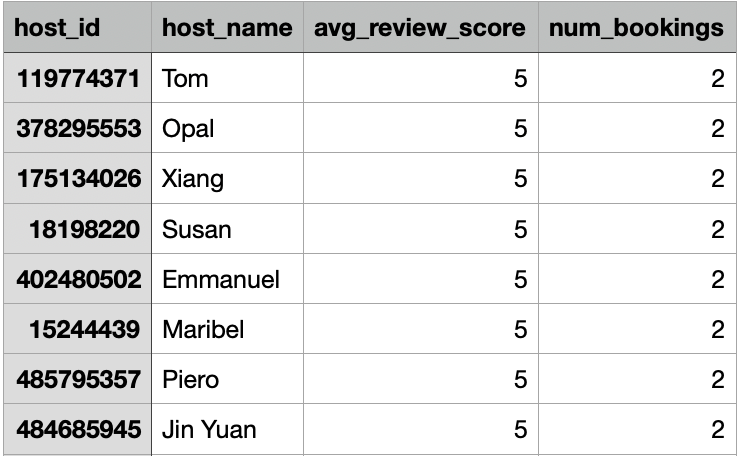 host_id host_name avg_review_score num_bookings
119774371 Tom 5 2
378295553 Opal 5 2
175134026 Xiang 5 2
18198220 Susan 5 2
402480502 Emmanuel 5 2
15244439 Maribel 5 2
485795357 Piero 5 2
484685945 Jin Yuan 5 2